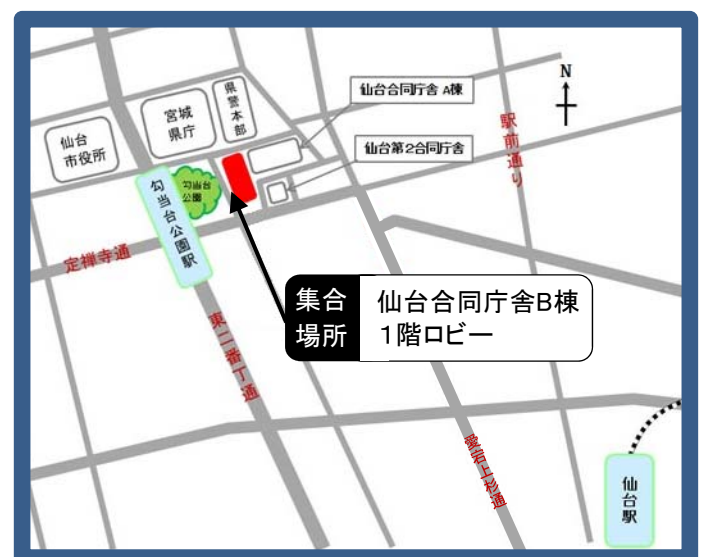 仙台合同庁舎 A棟
N
県警本部
宮城
県庁
仙台
市役所
仙台第2合同庁舎
駅前通り
勾当台
公園
勾当台公園駅
定禅寺通
集合
場所
仙台合同庁舎B棟
1階ロビー
東二番丁通
愛宕上杉通
仙台駅